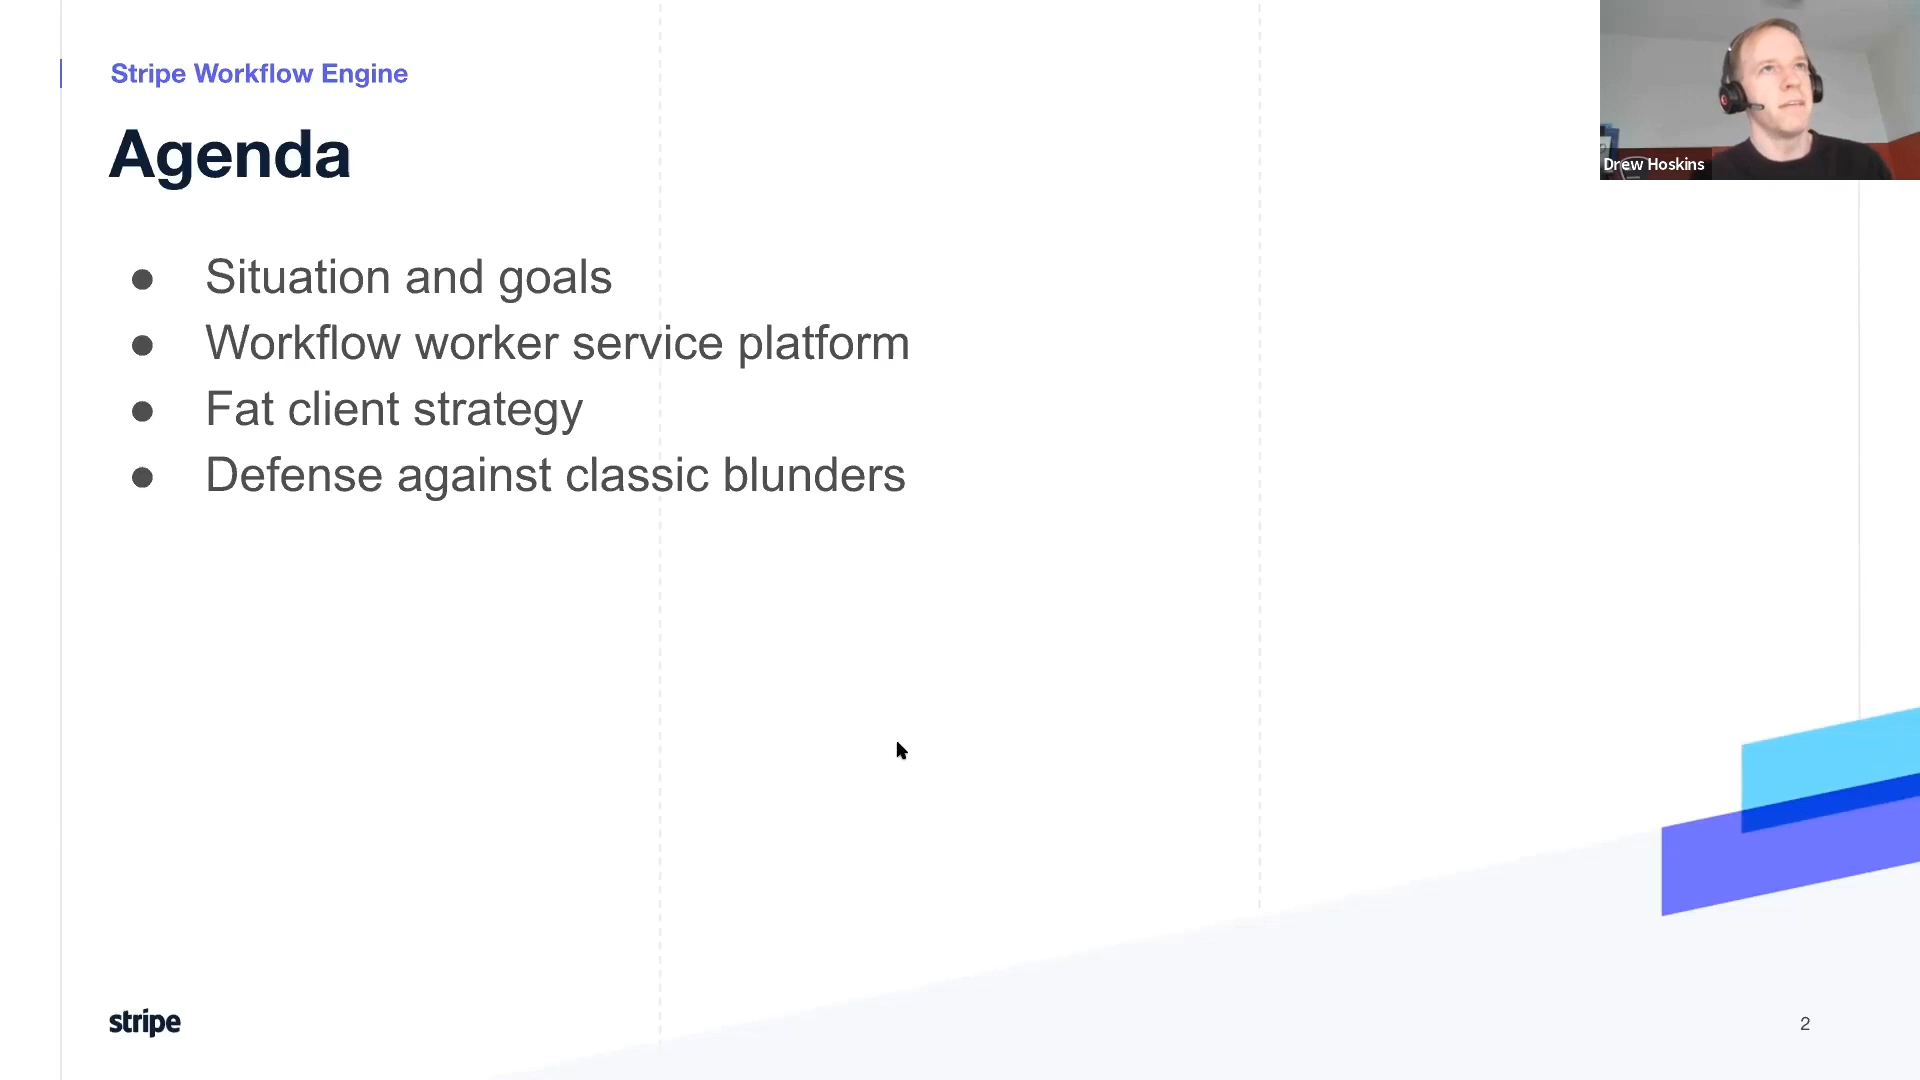 Stripe Workflow Engine
Agenda
● Situation and goals
● Workflow worker service platform
● Fat client strategy
● Defense against classic blunders
Drew Hoskins
stripe
2